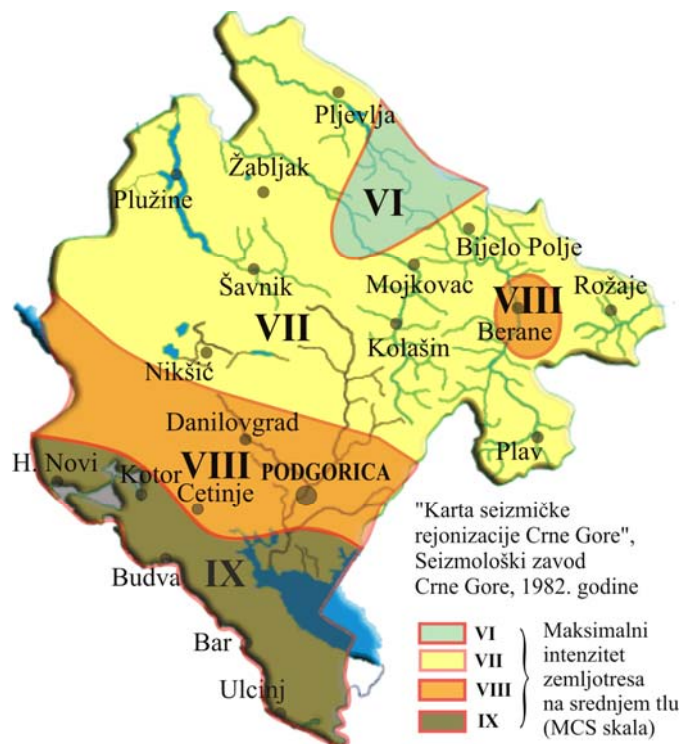 Pljevlja
Žabljak
Plužine
VI
Bijelo Polje
Šavnik
Mojkovac
VIII
Rožaje
VII
Berane
Kolašin
Nikšić
Danilovgrad
Plav
VIII
PODGORICA
H. Novi
Kotor
Cetinje
IX
Budva
Bar
Ulcinj
"Karta seizmičke
rejonizacije Crne Gore",
Seizmološki zavod
Crne Gore, 1982. godine
VI
VII
VIII
IX
Maksimalni
intenzitet
zemljotresa
na srednjem tlu
(MCS skala)